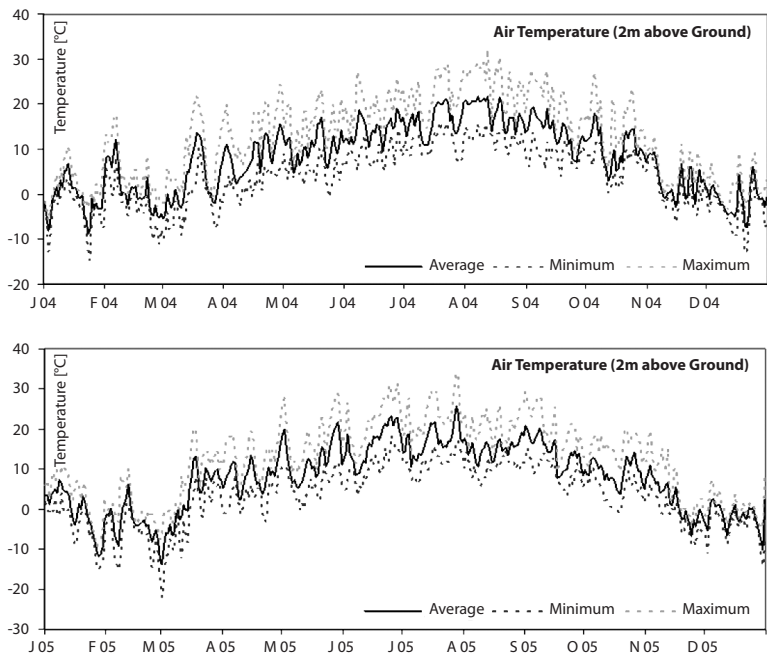 40
Temperature [°C]
Air Temperature (2m above Ground)
30
20
10
0
-10
Average
Minimum
Maximum
-20
J 04 F 04 M 04 A 04 M 04 J 04 J 04 A 04 S 04 O 04 N 04 D 04
40
Temperature [°C]
Air Temperature (2m above Ground)
30
20
10
0
-10
-20
Average
Minimum
Maximum
-30
J 05 F 05 M 05 A 05 M 05 J 05 J 05 A 05 S 05 O 05 N 05 D 05